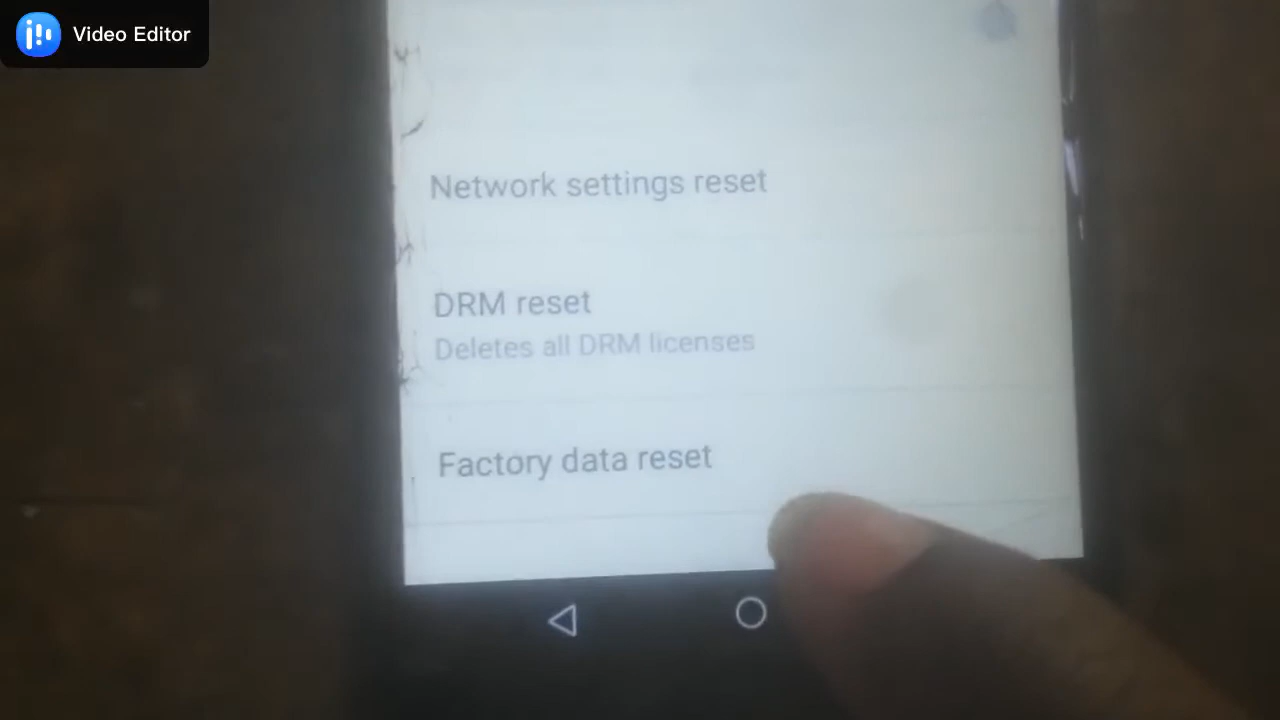 Video Editor
Network settings reset
DRM reset
Deletes all DRM licenses
Factory data reset